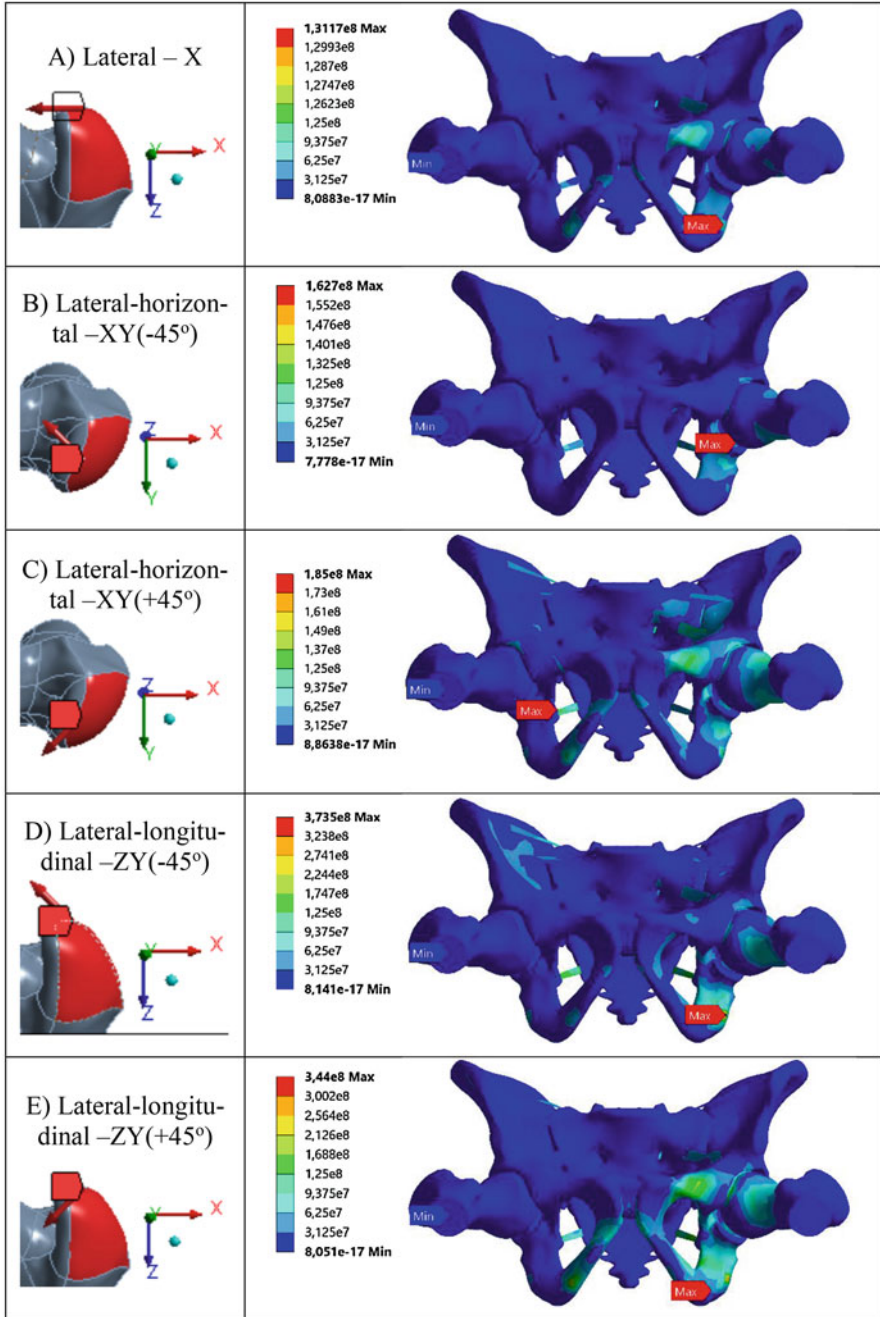 A) Lateral – X
Y
X
Z
1,3117e8 Max
1,2993e8
1,287e8
1,2747e8
1,2623e8
1,25e8
9,375e7
6,25e7
3,125e7
8,0883e-17 Min
Min
Max
B) Lateral-horizon-
tal –XY(-45º)
Z
X
Y
1,627e8 Max
1,552e8
1,476e8
1,401e8
1,325e8
1,25e8
9,375e7
6,25e7
3,125e7
7,778e-17 Min
Min
Max
C) Lateral-horizon-
tal –XY(+45º)
Z
X
Y
1,85e8 Max
1,73e8
1,61e8
1,49e8
1,37e8
1,25e8
9,375e7
6,25e7
3,125e7
8,8638e-17 Min
Min
Max
D) Lateral-longitu-
dinal –ZY(-45º)
Y
X
Z
3,735e8 Max
3,238e8
2,741e8
2,244e8
1,747e8
1,25e8
9,375e7
6,25e7
3,125e7
8,141e-17 Min
Min
Max
E) Lateral-longitu-
dinal –ZY(+45º)
Y
X
Z
3,44e8 Max
3,002e8
2,564e8
2,126e8
1,688e8
1,25e8
9,375e7
6,25e7
3,125e7
8,051e-17 Min
Min
Max